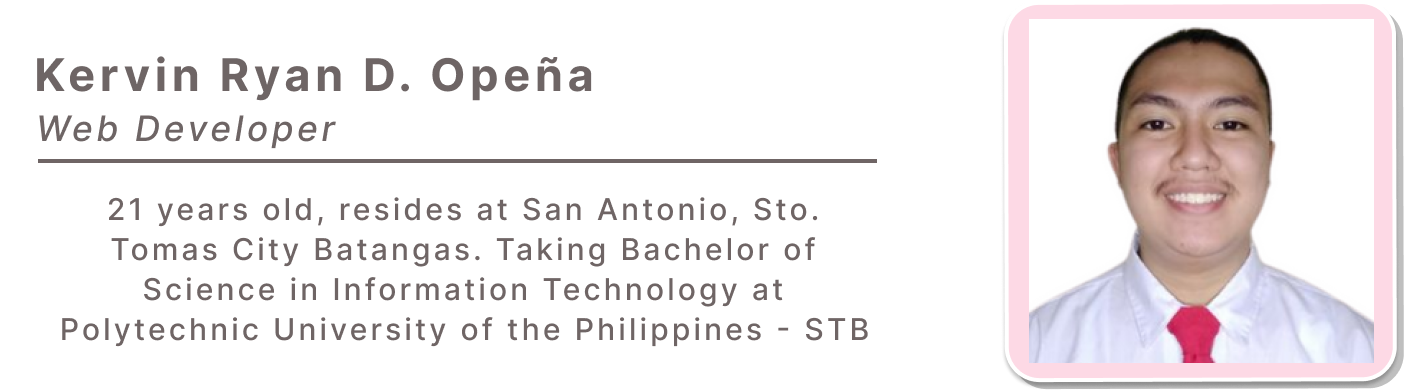 Kervin Ryan D. Opeña
Web Developer
21 years old, resides at San Antonio, Sto.
Tomas City Batangas. Taking Bachelor of
Science in Information Technology at
Polytechnic University of the Philippines - STB